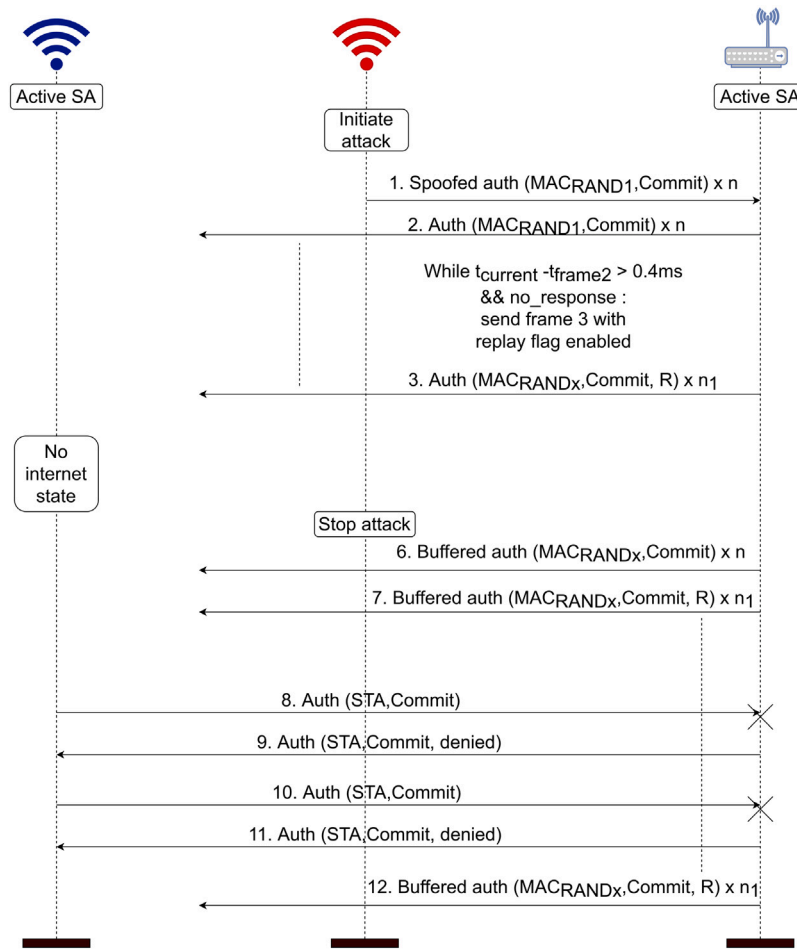 Active SA
Active SA
Initiate
attack
1. Spoofed auth (MACRAND1,Commit) x n
2. Auth (MACRAND1,Commit) x n
While tcurrent -tframe2 > 0.4ms
&& no_response :
send frame 3 with
replay flag enabled
3. Auth (MACRANDx,Commit, R) x n1
No
internet
state
Stop attack
6. Buffered auth (MACRANDx,Commit) x n
7. Buffered auth (MACRANDx,Commit, R) x n1
8. Auth (STA,Commit)
9. Auth (STA,Commit, denied)
10. Auth (STA,Commit)
11. Auth (STA,Commit, denied)
12. Buffered auth (MACRANDx,Commit, R) x n1